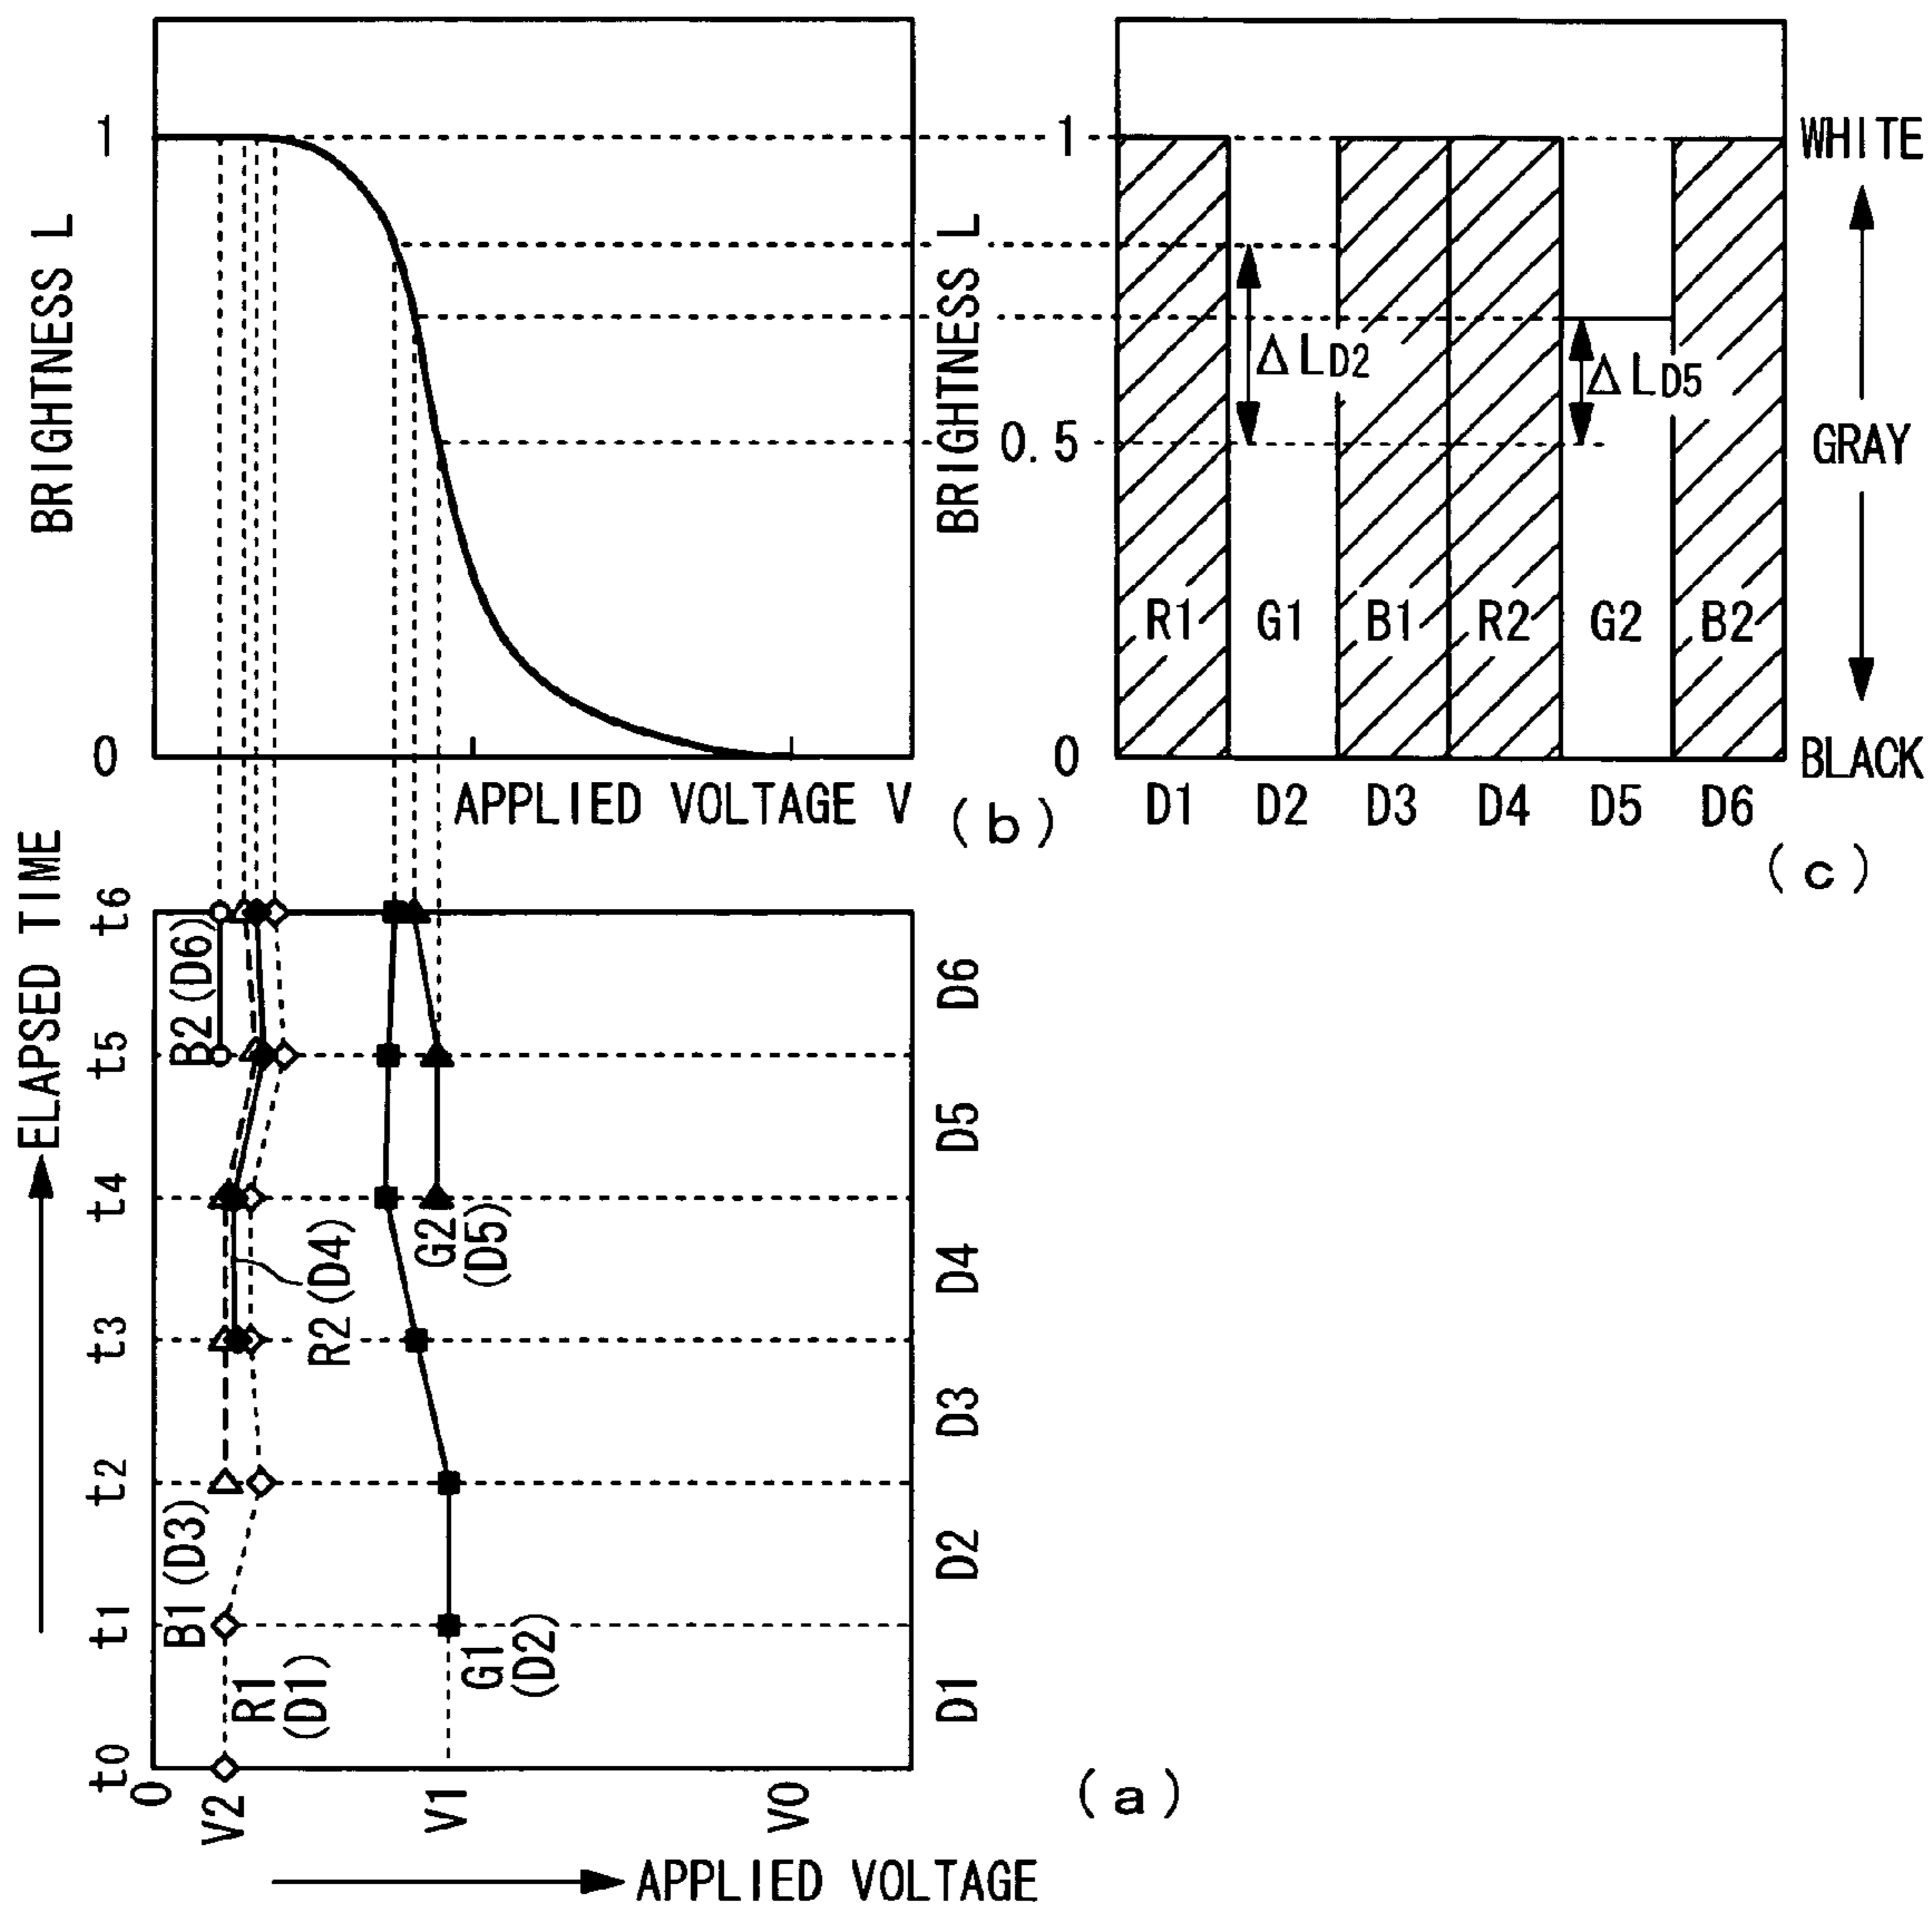 BRIGHTNESS L
1
0
APPLIED VOLTAGE V
(b)
BRIGHTNESS L
1
0.5
0
ΔLD2
ΔLD5
R1
G1
B1
R2
G2
B2
D1
D2
D3
D4
D5
D6
WHITE
GRAY
BLACK
(c)
ELAPSED TIME
t6
t5
t4
t3
t2
t1
t0
B2 (D6)
G2
(D5)
R2 (D4)
B1 (D3)
R1
(D1)
G1
(D2)
D6
D5
D4
D3
D2
D1
0
V2
V1
V0
(a)
APPLIED VOLTAGE